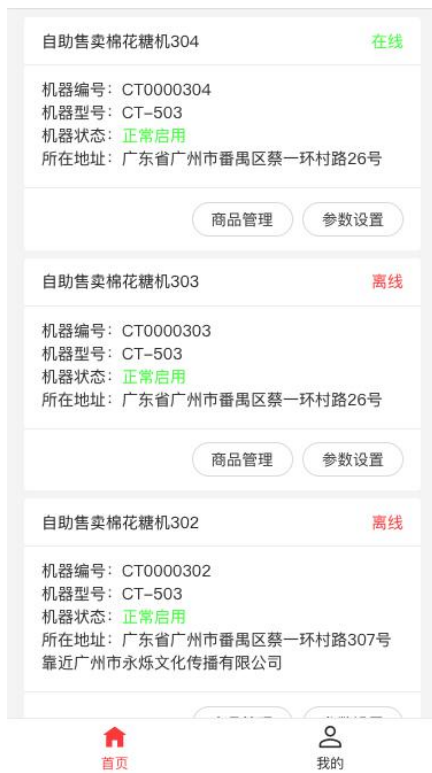 自助售卖棉花糖机304 在线
机器编号：CT0000304
机器型号：CT-503
机器状态：正常启用
所在地址：广东省广州市番禺区蔡一环村路26号
商品管理 参数设置
自助售卖棉花糖机303 离线
机器编号：CT0000303
机器型号：CT-503
机器状态：正常启用
所在地址：广东省广州市番禺区蔡一环村路26号
商品管理 参数设置
自助售卖棉花糖机302 离线
机器编号：CT0000302
机器型号：CT-503
机器状态：正常启用
所在地址：广东省广州市番禺区蔡一环村路307号
靠近广州市永烁文化传播有限公司
首页 我的